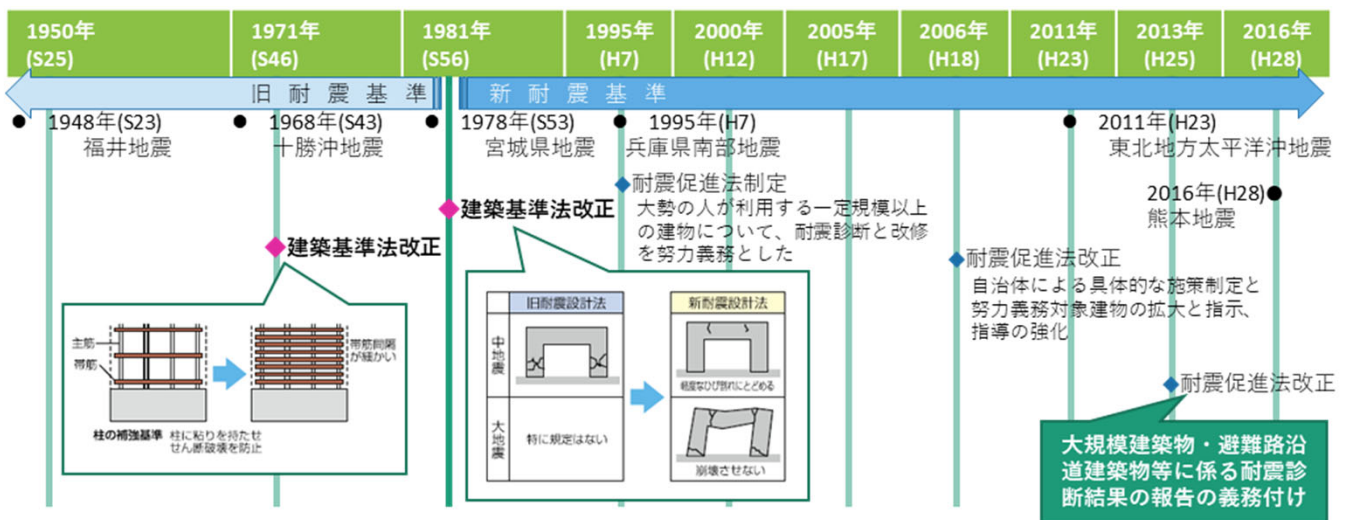 1950年
(S25)
1971年
(S46)
1981年
(S56)
1995年
(H7)
2000年
(H12)
2005年
(H17)
2006年
(H18)
2011年
(H23)
2013年
(H25)
2016年
(H28)
旧耐震基準
新耐震基準
● 1948年(S23)
福井地震
● 1968年(S43)
十勝沖地震
● 1978年(S53)
宮城県地震
● 1995年(H7)
兵庫県南部地震
● 2011年(H23)
東北地方太平洋沖地震
2016年(H28)●
熊本地震
◆耐震促進法制定
大勢の人が利用する一定規模以上
の建物について、耐震診断と改修
を努力義務とした
◆建築基準法改正
◆建築基準法改正
◆耐震促進法改正
自治体による具体的な施策制定と
努力義務対象建物の拡大と指示、
指導の強化
主筋
帯筋
帯筋間隔
が細かい
柱の補強基準 柱に粘りを持たせ
せん断破壊を防止
旧耐震設計法
新耐震設計法
中地震
軽度なひび割れにとどめる
大地震
特に規定はない
崩壊させない
◆耐震促進法改正
大規模建築物・避難路沿
道建築物等に係る耐震診
断結果の報告の義務付け